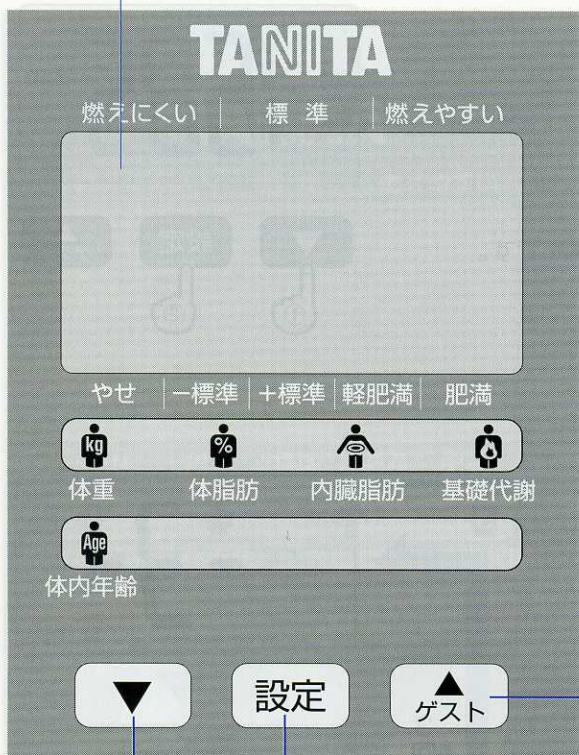 TANITA
燃えにくい 標準 燃えやすい
やせ －標準 ＋標準 軽肥満 肥満
kg % 
体重 体脂肪 内臓脂肪 基礎代謝
Age
体内年齢
▼ 設定 ▲
ゲスト